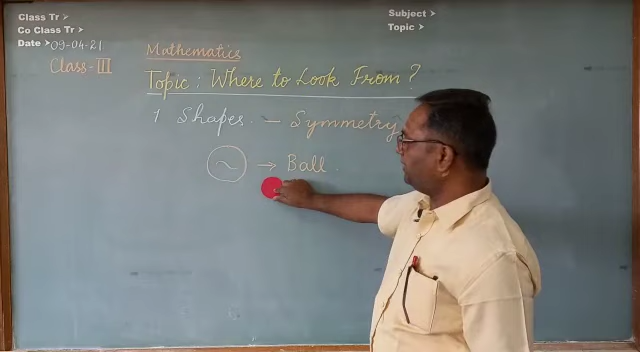 Class Tr >
Co Class Tr >
Date > 09-04-21
Class-III
Subject >
Topic >
Mathematics
Topic : Where to Look From?
1 Shapes. – Symmetry
→ Ball.